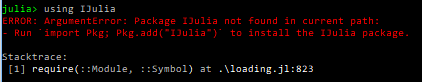 julia> using IJulia
ERROR: ArgumentError: Package IJulia not found in current path:
- Run `import Pkg; Pkg.add("IJulia")` to install the IJulia package.
Stacktrace:
[1] require(::Module, ::Symbol) at .\loading.jl:823